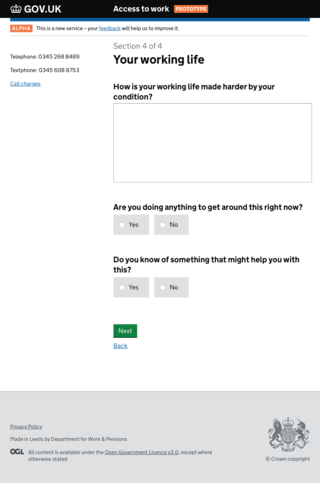 GOV.UK
Access to work PROTOTYPE
ALPHA This is a new service – your feedback will help us to improve it.
Telephone: 0345 268 8489
Textphone: 0345 608 8753
Call charges
Section 4 of 4
Your working life
How is your working life made harder by your
condition?
Are you doing anything to get around this right now?
Yes No
Do you know of something that might help you with
this?
Yes No
Next
Back
Privacy Policy
Made in Leeds by Department for Work & Pensions
OGL All content is available under the Open Government Licence v3.0, except where
otherwise stated
© Crown copyright